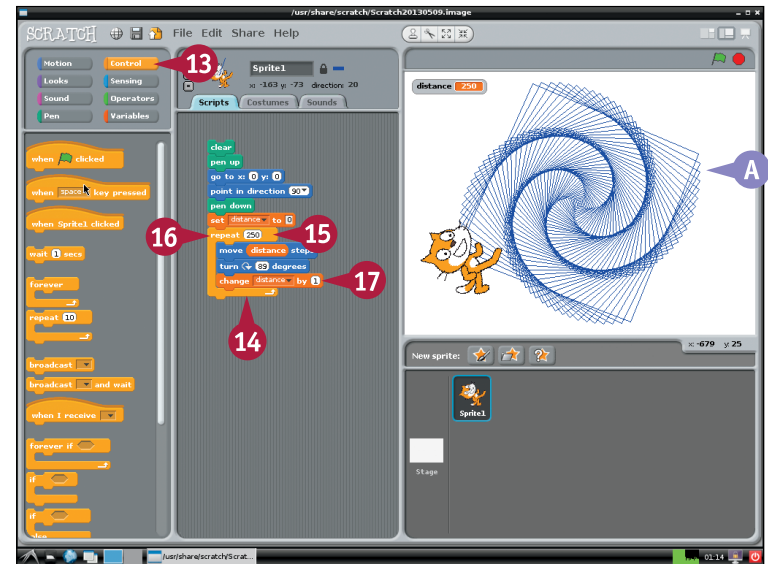 /usr/share/scratch/Scratch20130509.image
SCRATCH File Edit Share Help
Motion Control
Looks Sensing
Sound Operators
Pen Variables
13
Sprite1
x: -163 y: -73 direction: 20
Scripts Costumes Sounds
when clicked
when space key pressed
when Sprite1 clicked
wait 1 secs
forever
repeat 10
broadcast
broadcast and wait
when I receive
forever if
if
if
else
clear
pen up
go to x: 0 y: 0
point in direction 90
pen down
set distance to 0
16
repeat 250
15
move distance steps
turn 89 degrees
change distance by 1
17
14
distance 250
A
x: -679 y: 25
New sprite:
Sprite1
Stage
/usr/share/scratch/Scrat...
01:14